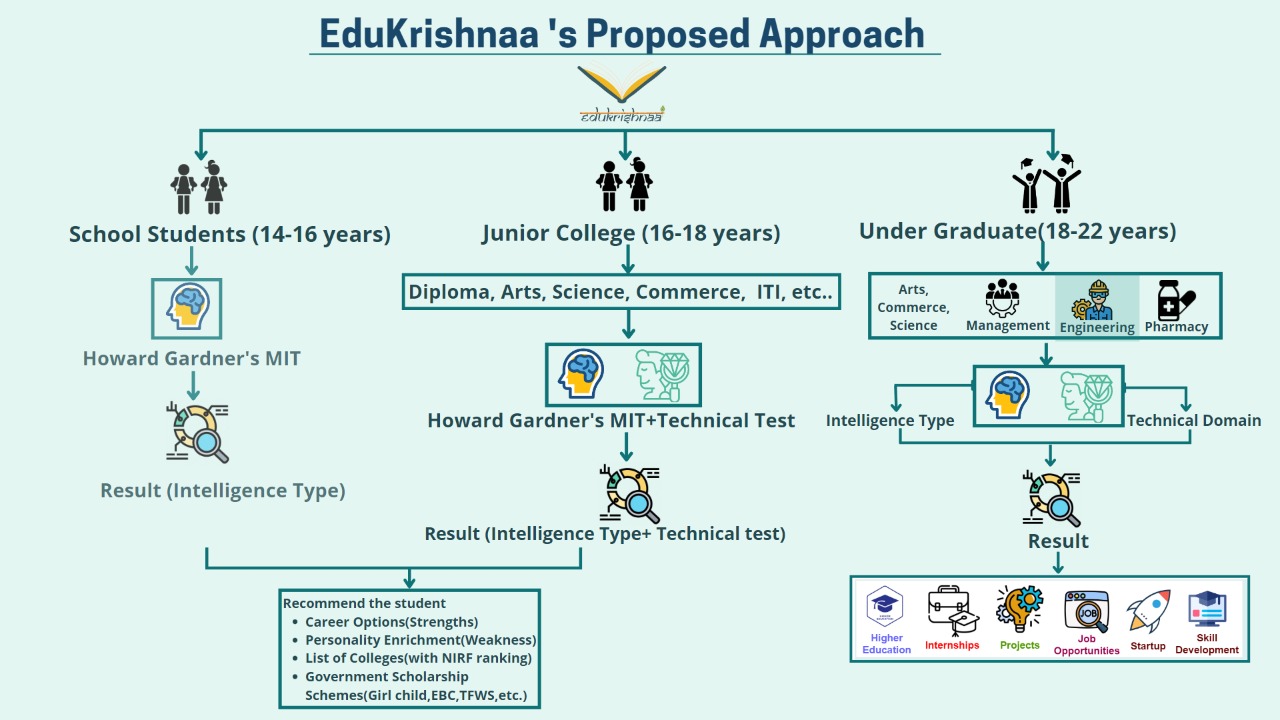 EduKrishnaa 's Proposed Approach
edukrishnaa
School Students (14-16 years)
Howard Gardner's MIT
Result (Intelligence Type)
Junior College (16-18 years)
Diploma, Arts, Science, Commerce, ITI, etc..
Howard Gardner's MIT+Technical Test
Result (Intelligence Type+ Technical test)
Recommend the student
• Career Options(Strengths)
• Personality Enrichment(Weakness)
• List of Colleges(with NIRF ranking)
• Government Scholarship
Schemes(Girl child,EBC,TFWS,etc.)
Under Graduate(18-22 years)
Arts,
Commerce,
Science
Management
Engineering
Pharmacy
Intelligence Type
Technical Domain
Result
Higher
Education
Internships
Projects
JOB
Job
Opportunities
Startup
Skill
Development